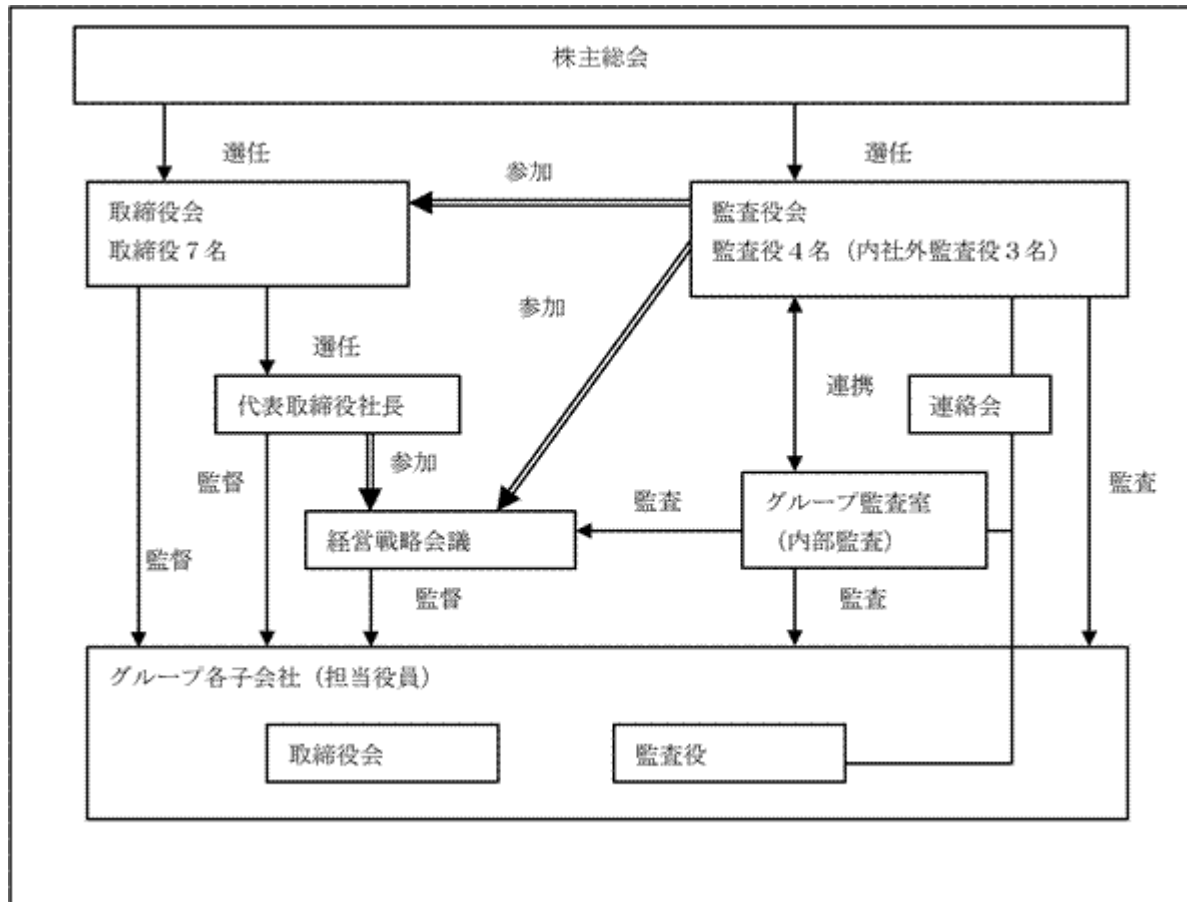 株主総会
選任
選任
参加
取締役会
取締役7名
監査役会
監査役4名（内社外監査役3名）
参加
選任
連携
代表取締役社長
連絡会
参加
監督
監査
グループ監査室
（内部監査）
監査
経営戦略会議
監督
監督
監査
グループ各子会社（担当役員）
取締役会
監査役